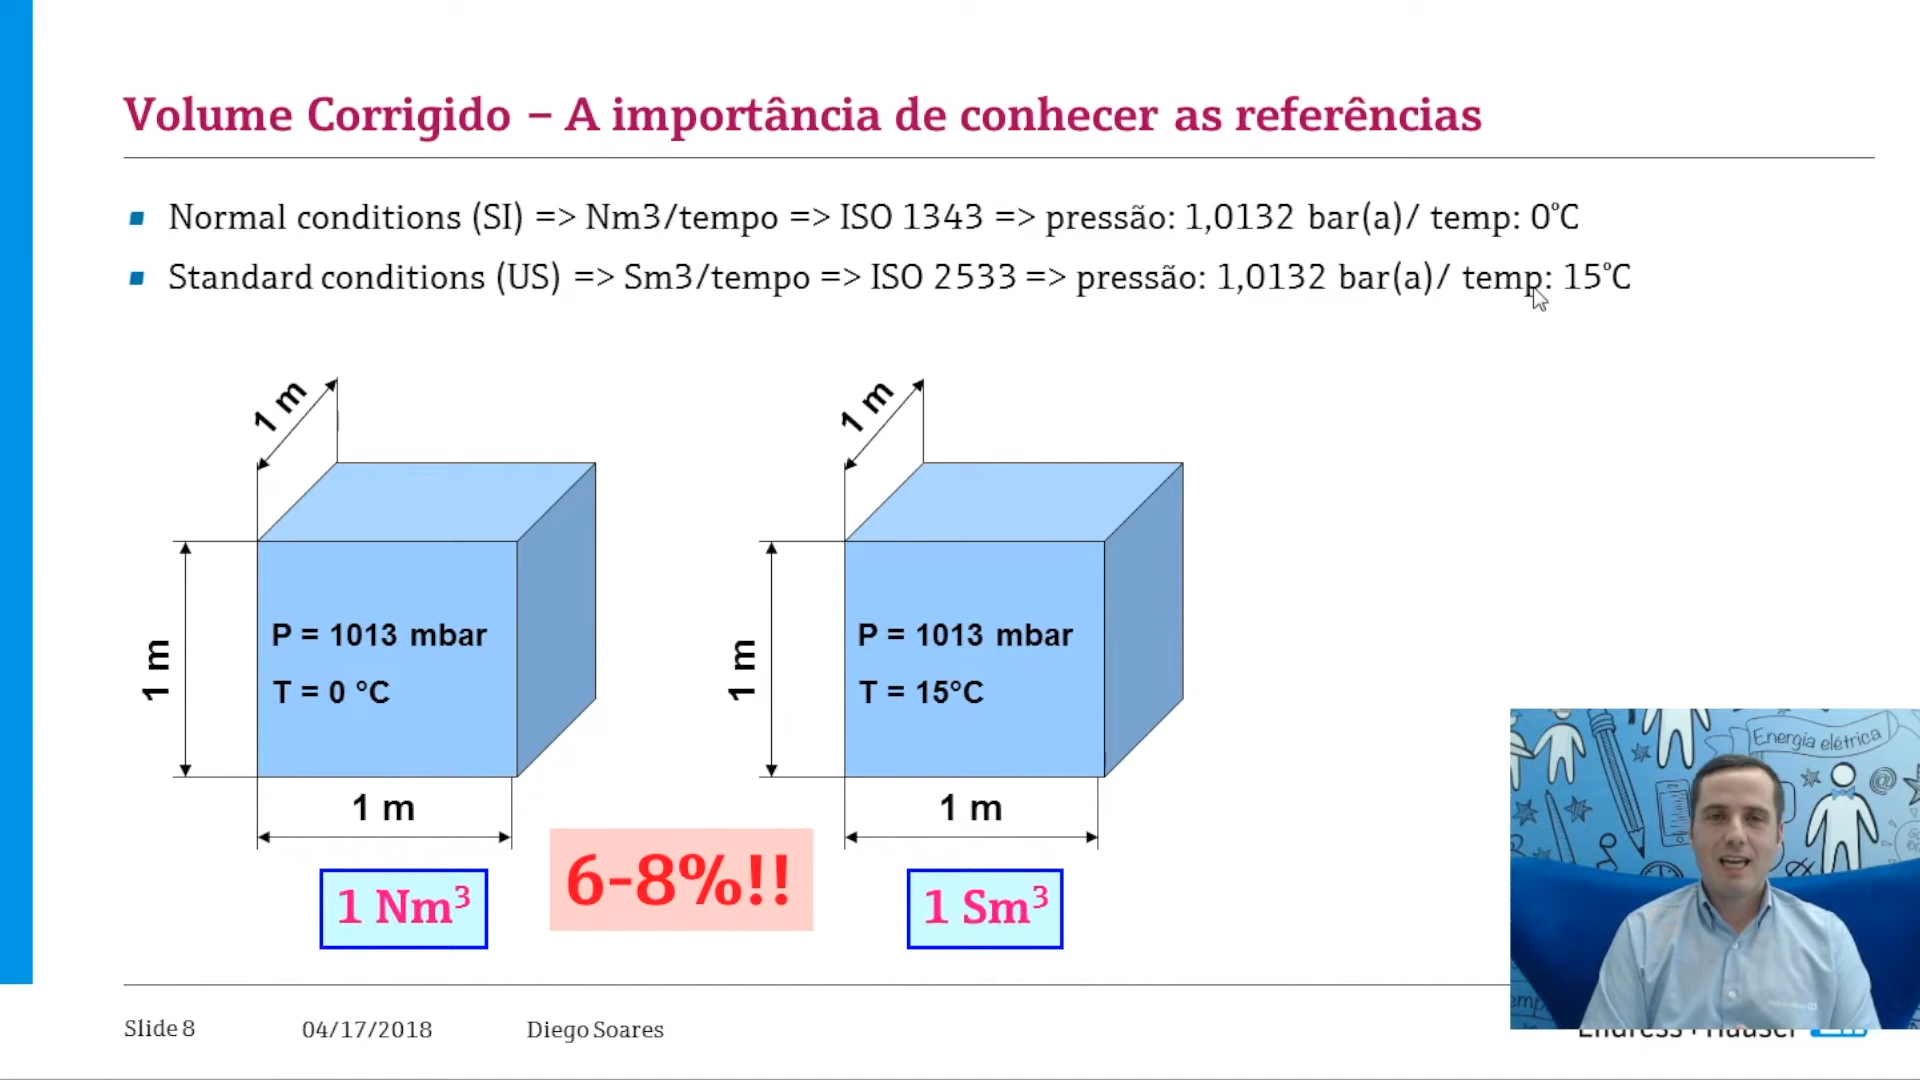 Volume Corrigido – A importância de conhecer as referências
Normal conditions (SI) => Nm3/tempo => ISO 1343 => pressão: 1,0132 bar(a)/ temp: 0°C
Standard conditions (US) => Sm3/tempo => ISO 2533 => pressão: 1,0132 bar(a)/ temp: 15°C
1 m
1 m
P = 1013 mbar
T = 0 °C
1 m
1 Nm³
6-8%!!
1 m
1 m
P = 1013 mbar
T = 15°C
1 m
1 Sm³
Energia elétrica
Slide 8
04/17/2018
Diego Soares